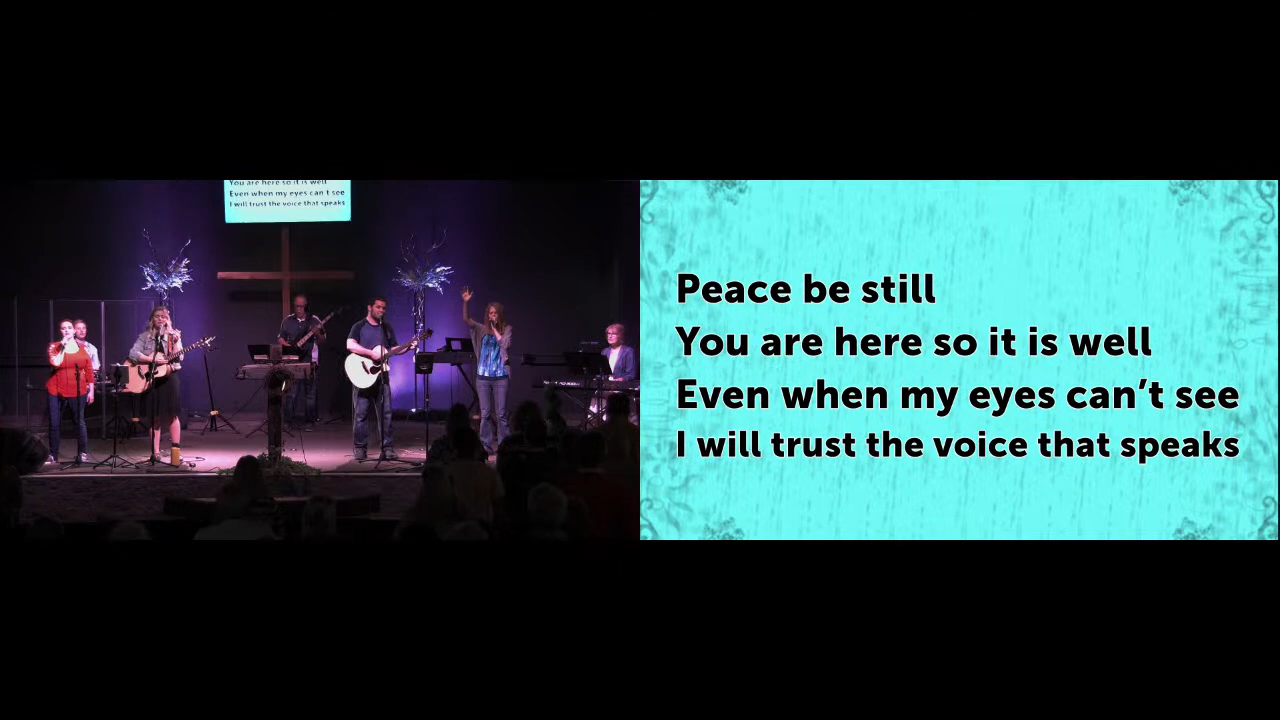 You are here so it is well
Even when my eyes can't see
I will trust the voice that speaks
Peace be still
You are here so it is well
Even when my eyes can’t see
I will trust the voice that speaks